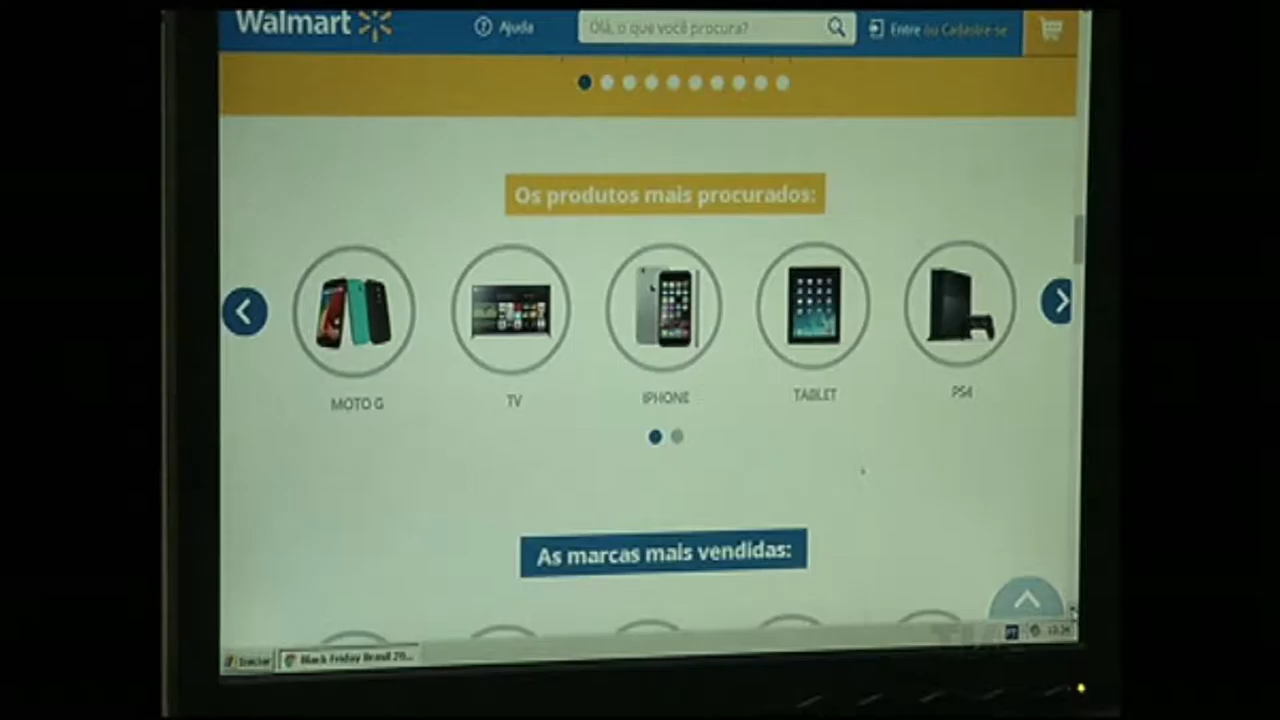 Walmart
Ajuda
Olá, o que você procura?
Entre ou Cadastre-se
Os produtos mais procurados:
MOTO G
TV
IPHONE
TABLET
PS4
As marcas mais vendidas:
PT
Iniciar
Black Friday Brasil 20...